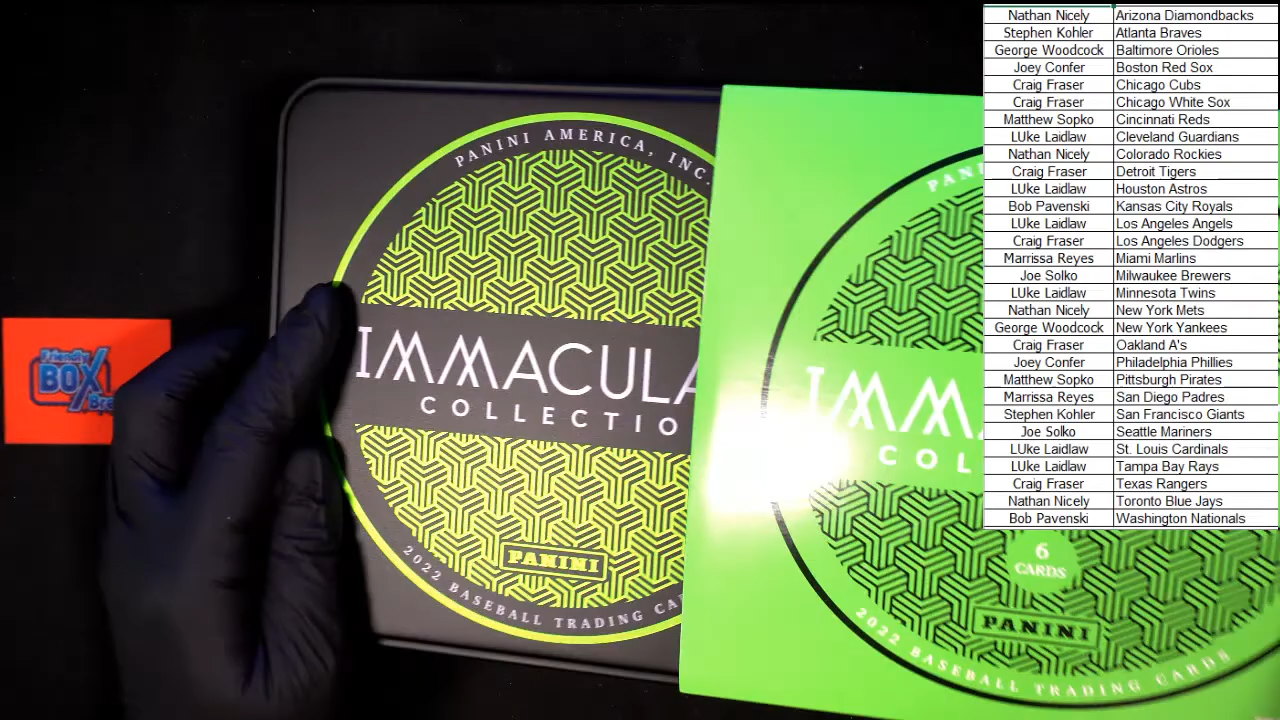 Nathan Nicely Arizona Diamondbacks
Stephen Kohler Atlanta Braves
George Woodcock Baltimore Orioles
Joey Confer Boston Red Sox
Craig Fraser Chicago Cubs
Craig Fraser Chicago White Sox
Matthew Sopko Cincinnati Reds
LUke Laidlaw Cleveland Guardians
Nathan Nicely Colorado Rockies
Craig Fraser Detroit Tigers
LUke Laidlaw Houston Astros
Bob Pavenski Kansas City Royals
LUke Laidlaw Los Angeles Angels
Craig Fraser Los Angeles Dodgers
Marrissa Reyes Miami Marlins
Joe Solko Milwaukee Brewers
LUke Laidlaw Minnesota Twins
Nathan Nicely New York Mets
George Woodcock New York Yankees
Craig Fraser Oakland A's
Joey Confer Philadelphia Phillies
Matthew Sopko Pittsburgh Pirates
Marrissa Reyes San Diego Padres
Stephen Kohler San Francisco Giants
Joe Solko Seattle Mariners
LUke Laidlaw St. Louis Cardinals
LUke Laidlaw Tampa Bay Rays
Craig Fraser Texas Rangers
Nathan Nicely Toronto Blue Jays
Bob Pavenski Washington Nationals
PANINI AMERICA, INC.
IMMACULA
COLLECTIO
PANINI
2022 BASEBALL TRADING CA
PANI
IMM
COL
6
CARDS
PANINI
2022 BASEBALL TRADING CARDS
Friendly
BOX
Bre